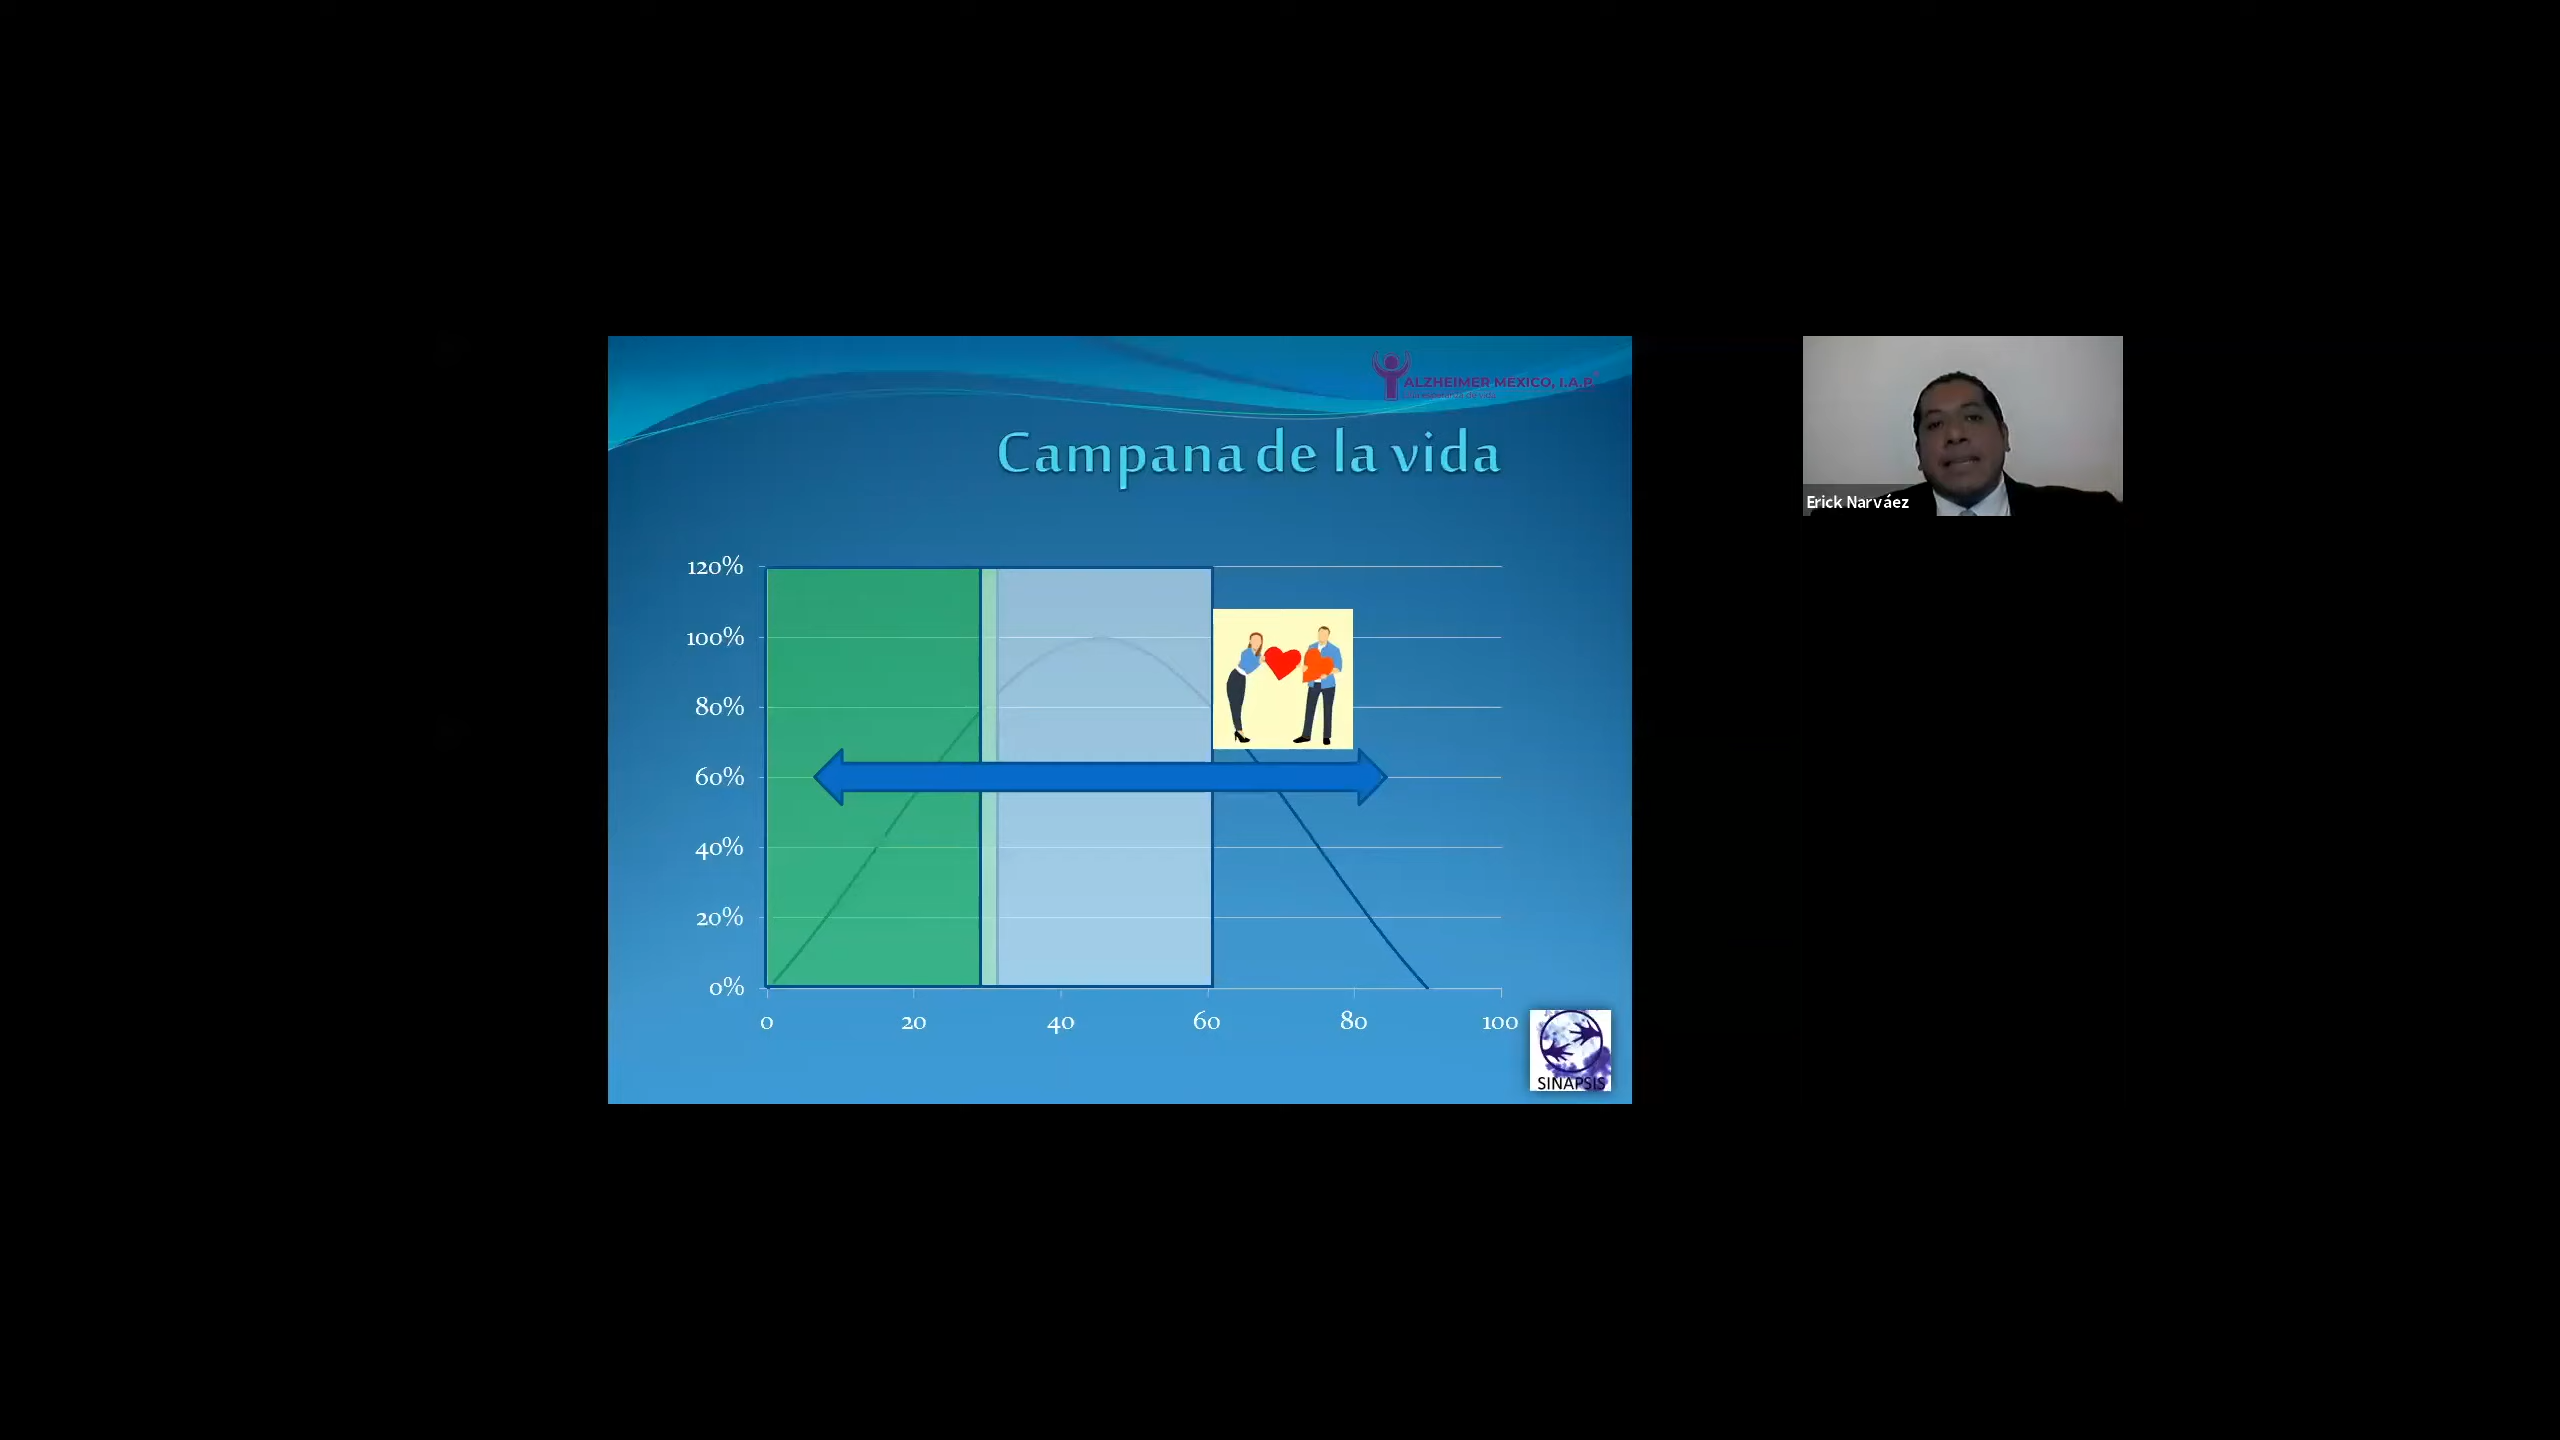 ALZHEIMER MEXICO, I.A.P.
Campana de la vida
120%
100%
80%
60%
40%
20%
0%
0 20 40 60 80 100
SINAPSIS
Erick Narváez